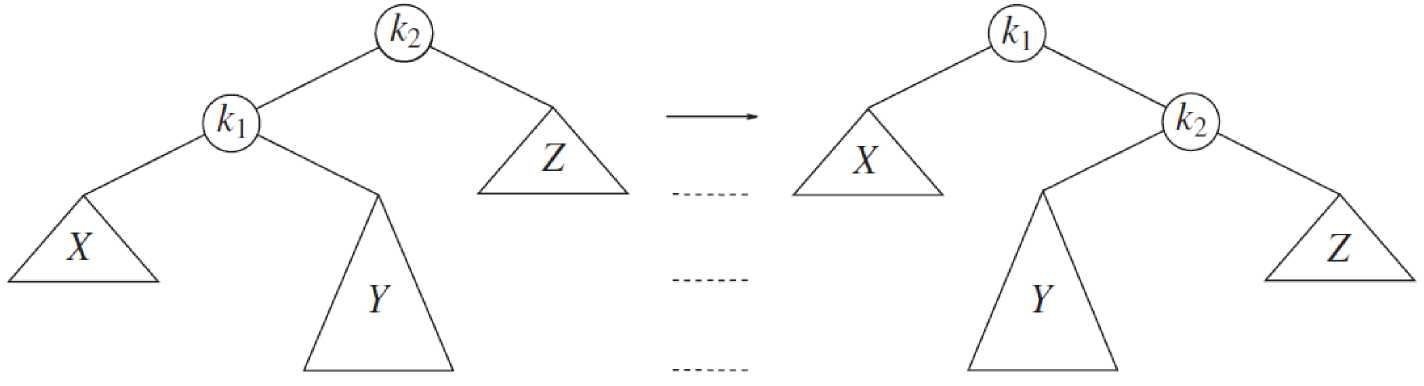 k₂ k₁
k₁ k₂
Z X
X Z
Y Y